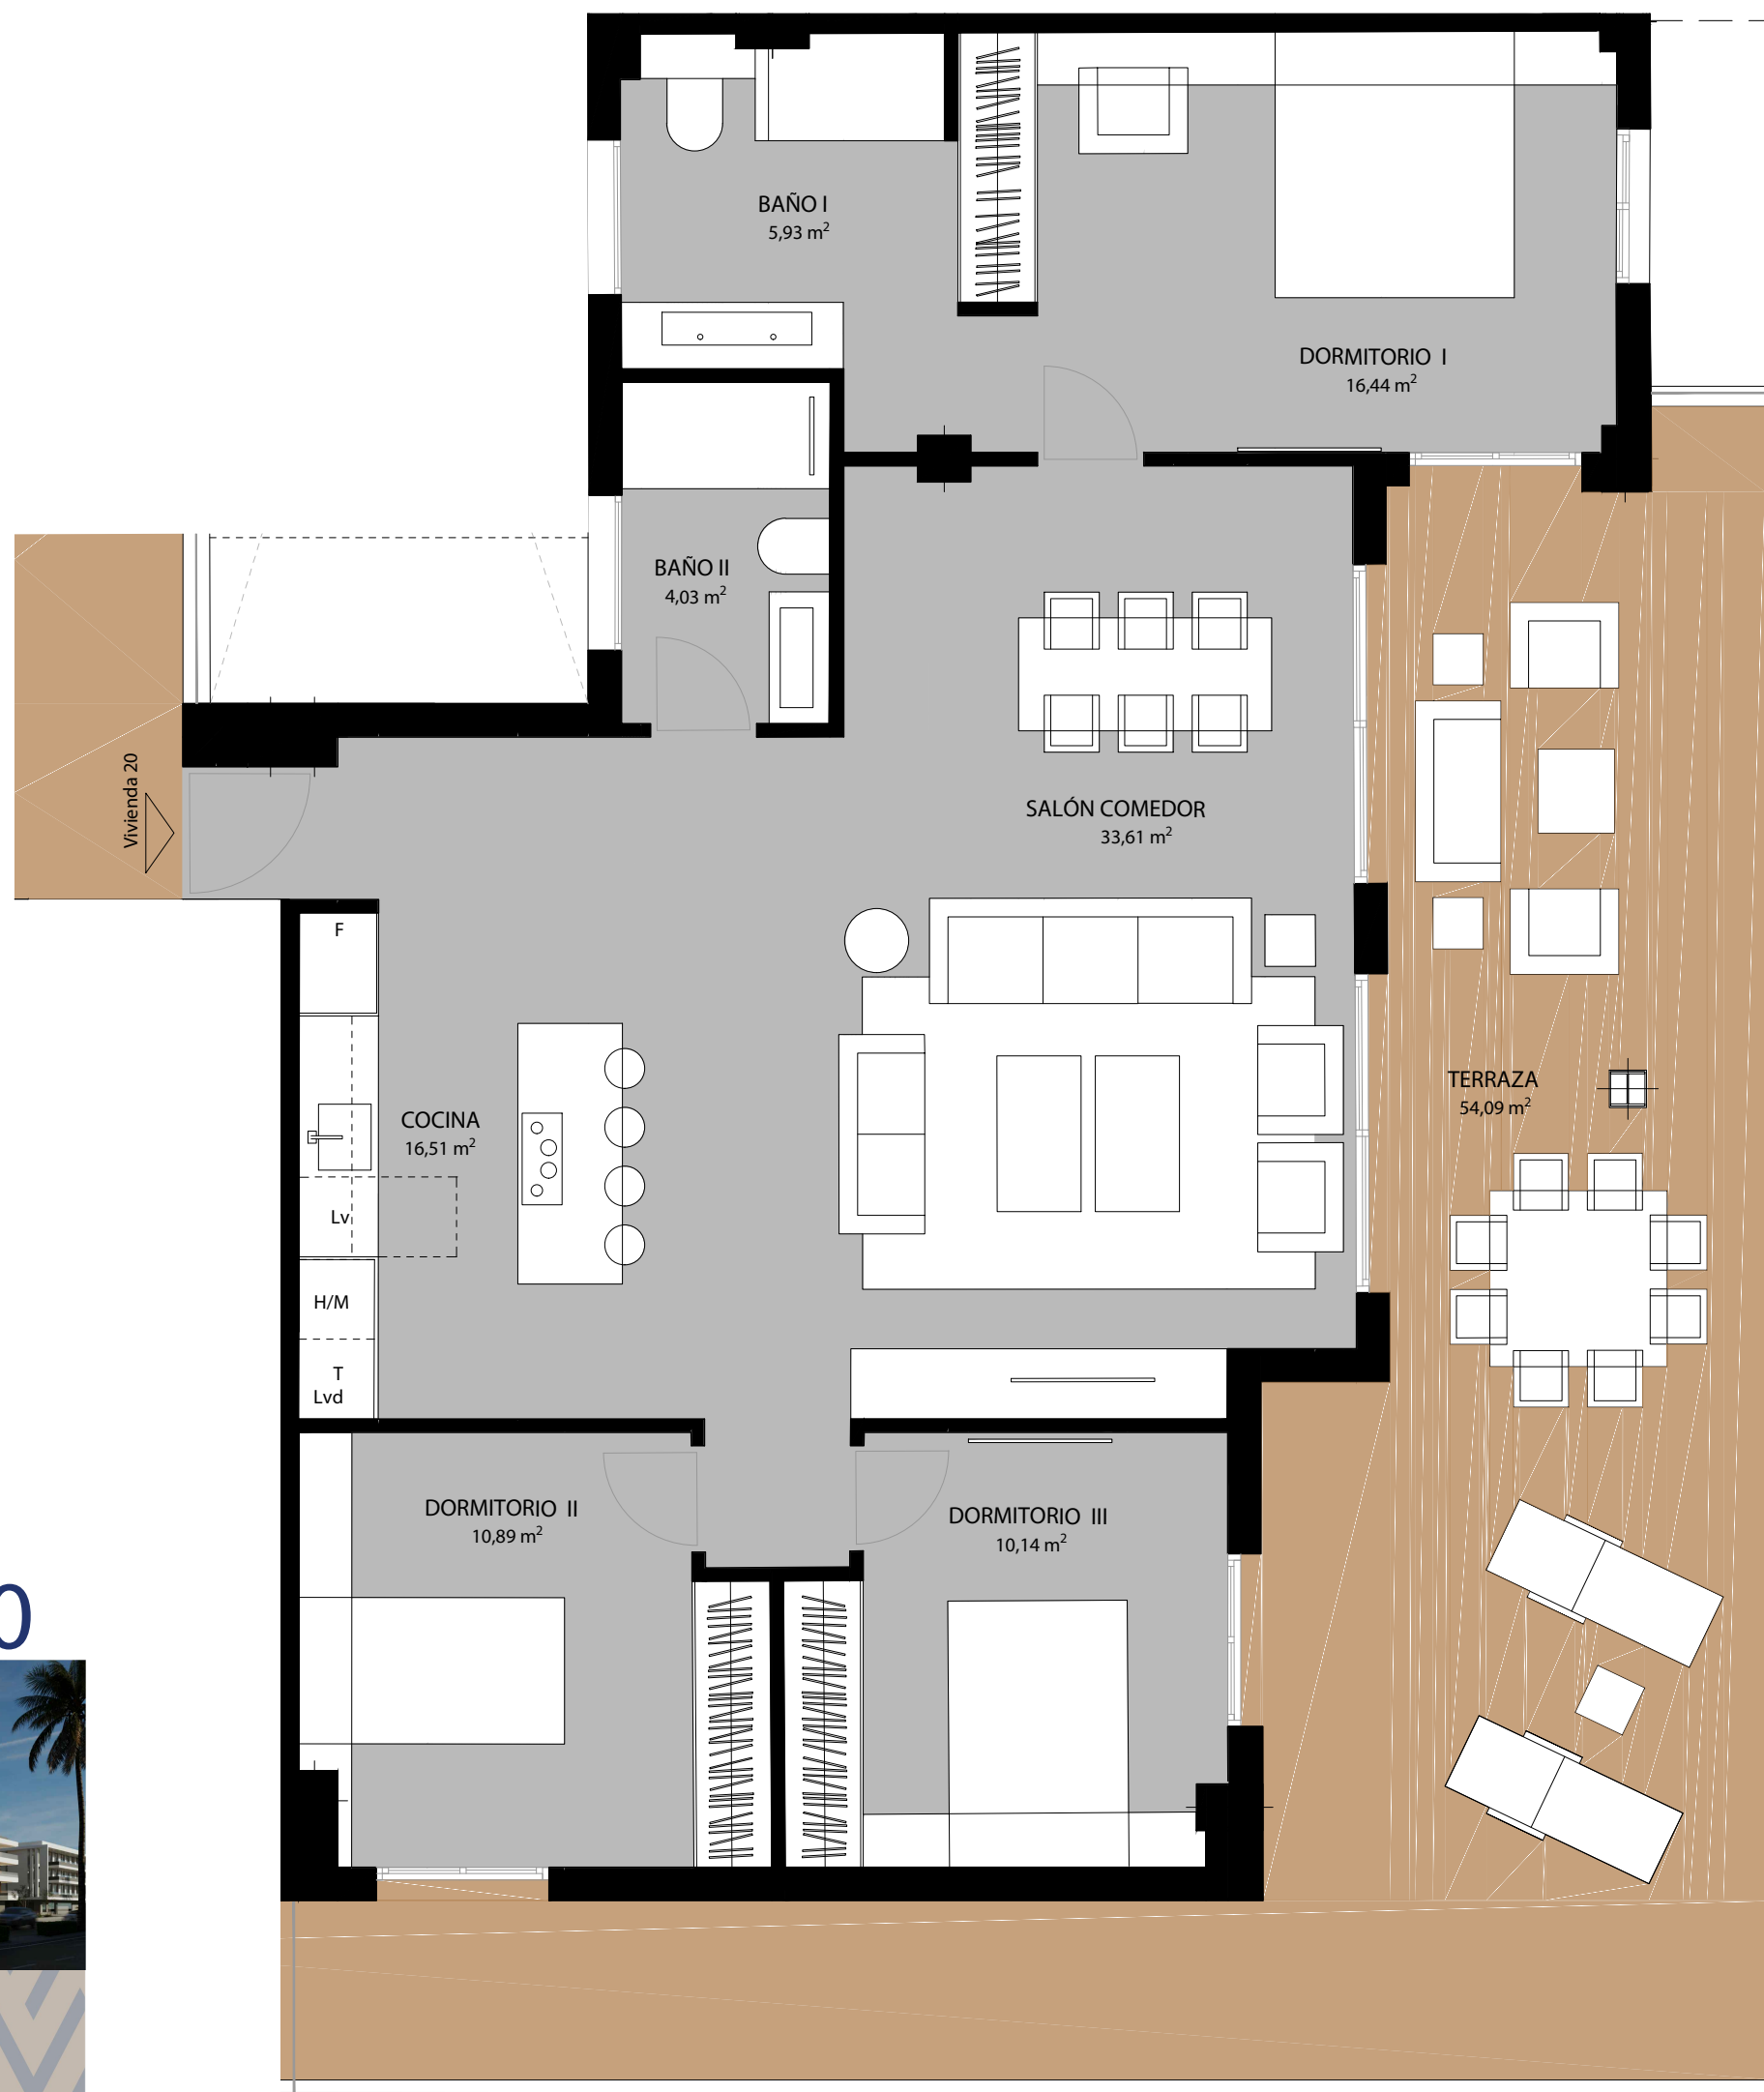 BAÑO I
5,93 m²
DORMITORIO I
16,44 m²
BAÑO II
4,03 m²
Vivienda 20
SALÓN COMEDOR
33,61 m²
F
COCINA
16,51 m²
TERRAZA
54,09 m²
Lv
H/M
T
Lvd
DORMITORIO II
10,89 m²
DORMITORIO III
10,14 m²
0